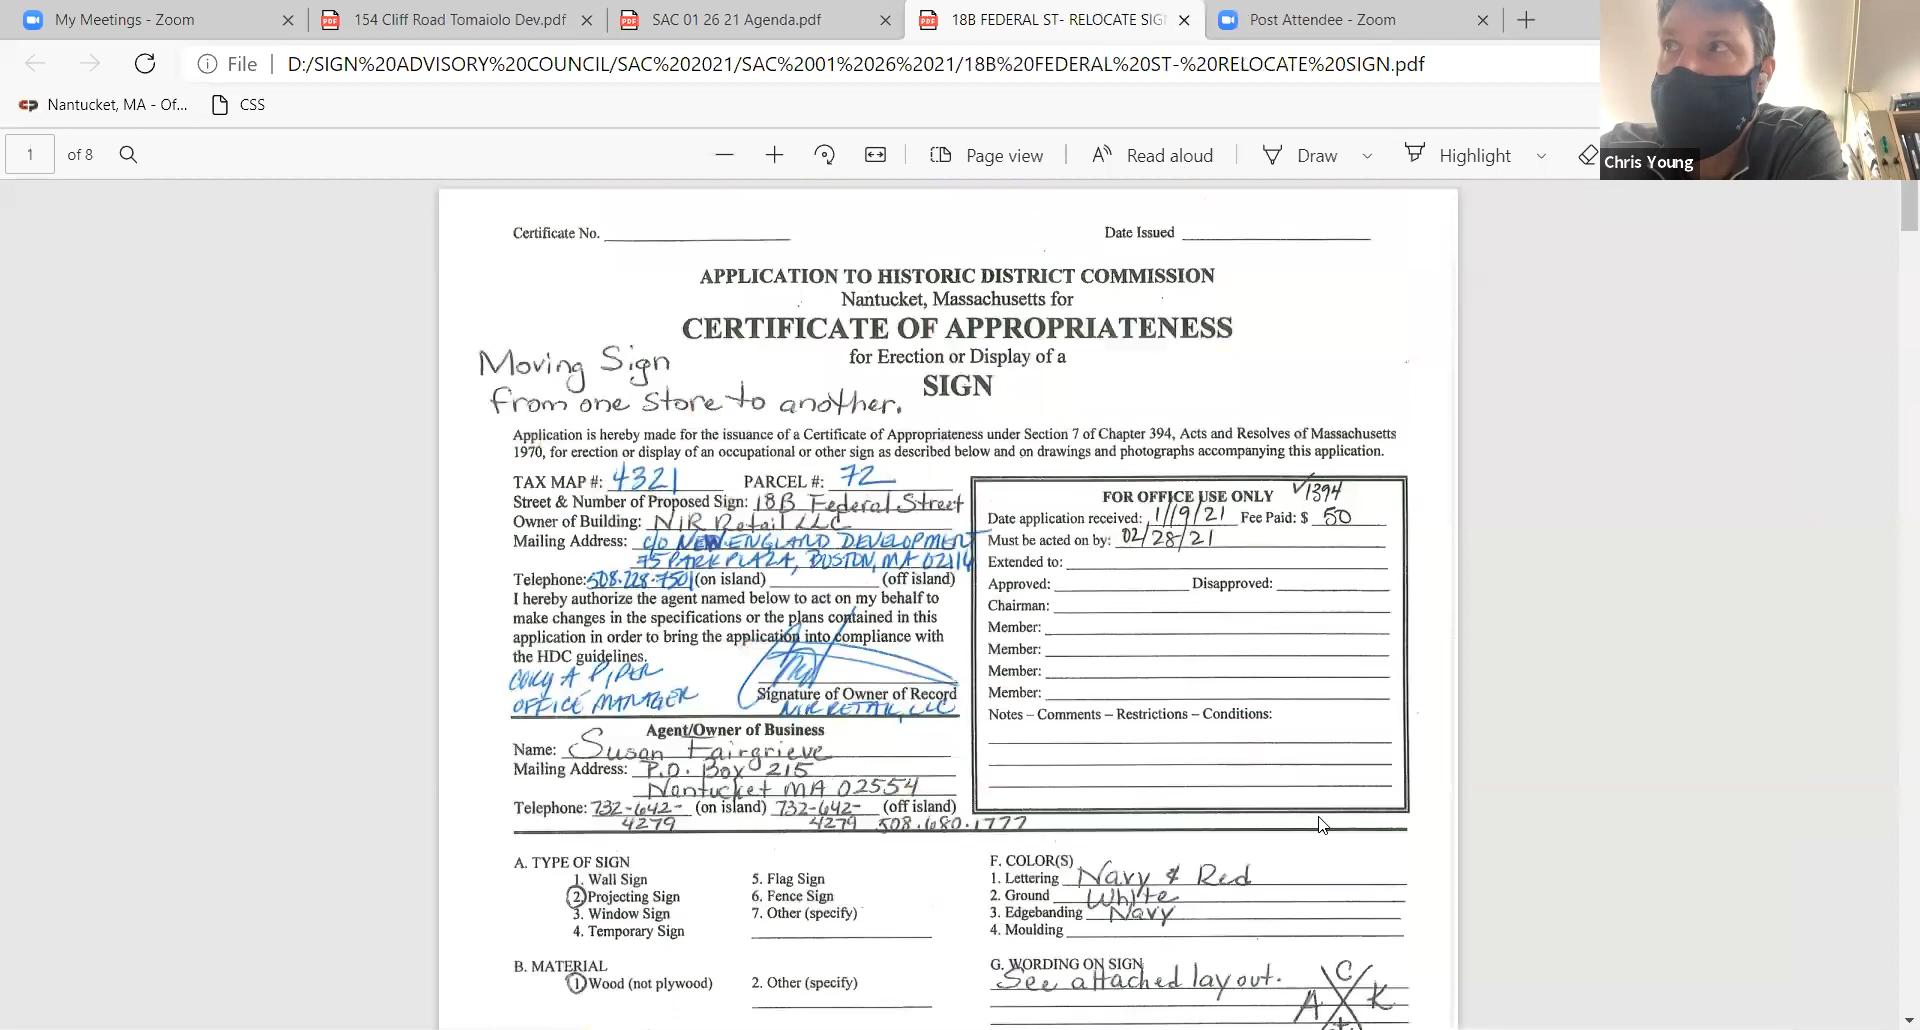 My Meetings - Zoom
154 Cliff Road Tomaiolo Dev.pdf
SAC 01 26 21 Agenda.pdf
18B FEDERAL ST- RELOCATE SIG
Post Attendee - Zoom
File
D:/SIGN%20ADVISORY%20COUNCIL/SAC%202021/SAC%2001%2026%2021/18B%20FEDERAL%20ST-%20RELOCATE%20SIGN.pdf
Nantucket, MA - Of...
CSS
1 of 8
Page view
Read aloud
Draw
Highlight
Chris Young
Certificate No.
Date Issued
APPLICATION TO HISTORIC DISTRICT COMMISSION
Nantucket, Massachusetts for
CERTIFICATE OF APPROPRIATENESS
for Erection or Display of a
SIGN
Moving Sign
from one store to another.
Application is hereby made for the issuance of a Certificate of Appropriateness under Section 7 of Chapter 394, Acts and Resolves of Massachusetts
1970, for erection or display of an occupational or other sign as described below and on drawings and photographs accompanying this application.
TAX MAP #: 4321 PARCEL #: 72
Street & Number of Proposed Sign: 18B Federal Street
Owner of Building: NIR Retail LLC
Mailing Address: c/o NEW ENGLAND DEVELOPMENT
75 PARK PLAZA, BOSTON, MA 02116
Telephone: 508.228.7501 (on island) (off island)
I hereby authorize the agent named below to act on my behalf to
make changes in the specifications or the plans contained in this
application in order to bring the application into compliance with
the HDC guidelines.
CORY A PIPER
OFFICE MANAGER
Signature of Owner of Record
NIR RETAIL, LLC
Agent/Owner of Business
Name: Susan Fairgrieve
Mailing Address: P.O. Box 215
Nantucket MA 02554
Telephone: 732-642- (on island) 732-642- (off island)
4279 4279 508.680.1777
FOR OFFICE USE ONLY √1394
Date application received: 1/19/21 Fee Paid: $ 50
Must be acted on by: 02/28/21
Extended to:
Approved: Disapproved:
Chairman:
Member:
Member:
Member:
Member:
Notes – Comments – Restrictions – Conditions:
A. TYPE OF SIGN
1. Wall Sign
2. Projecting Sign
3. Window Sign
4. Temporary Sign
5. Flag Sign
6. Fence Sign
7. Other (specify)
B. MATERIAL
1. Wood (not plywood)
2. Other (specify)
F. COLOR(S)
1. Lettering Navy & Red
2. Ground White
3. Edgebanding Navy
4. Moulding
G. WORDING ON SIGN
See attached layout.
C
A K